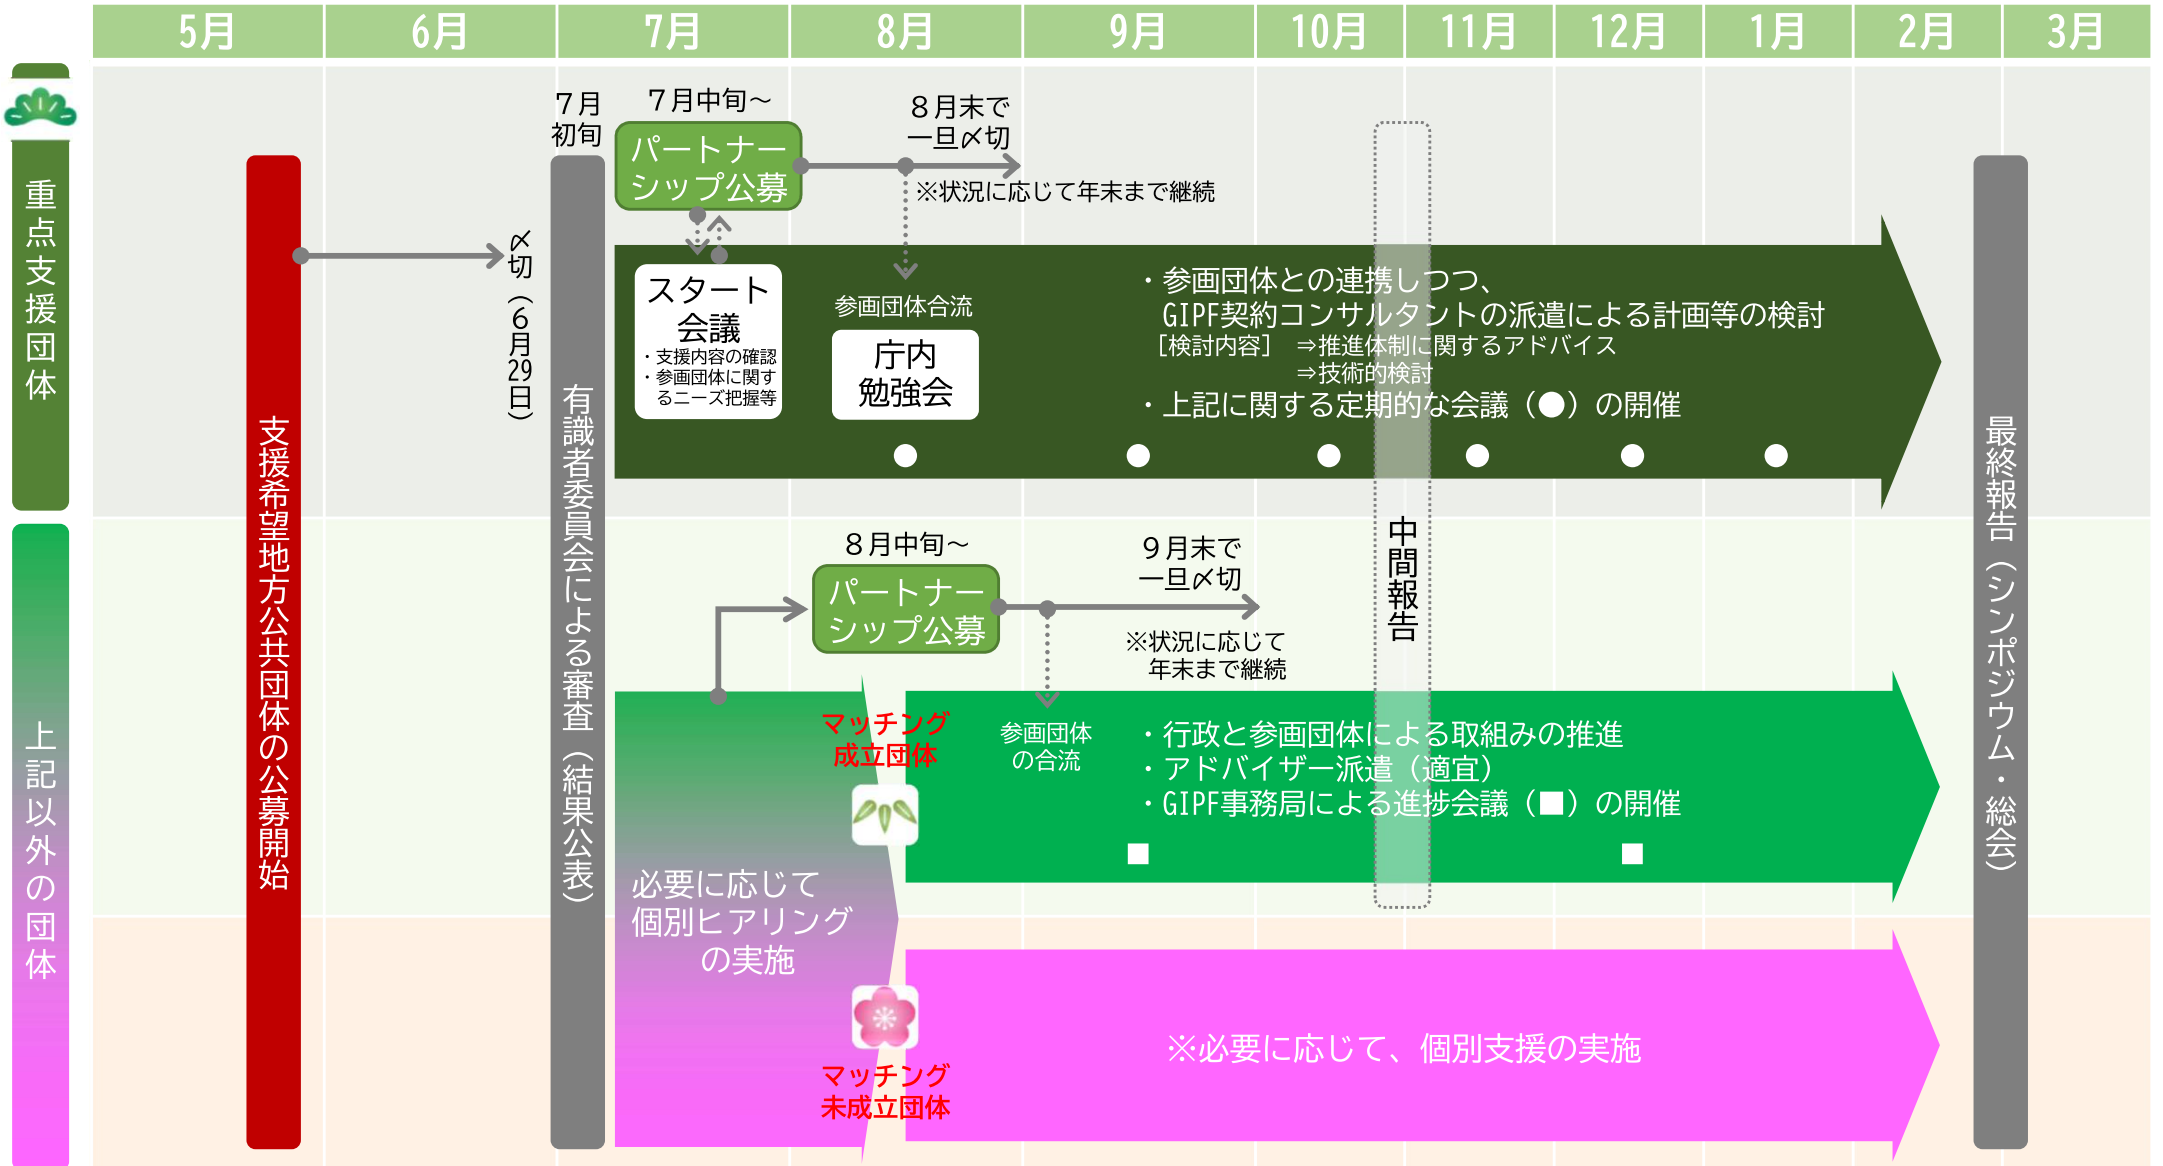 5月
6月
7月
8月
9月
10月
11月
12月
1月
2月
3月
重点支援団体
上記以外の団体
支援希望地方公共団体の公募開始
〆切（６月29日）
７月
初旬
有識者委員会による審査（結果公表）
７月中旬～
パートナー
シップ公募
８月末で
一旦〆切
※状況に応じて年末まで継続
スタート
会議
・支援内容の確認
・参画団体に関す
るニーズ把握等
参画団体合流
庁内
勉強会
・参画団体との連携しつつ、
GIPF契約コンサルタントの派遣による計画等の検討
［検討内容］ ⇒推進体制に関するアドバイス
⇒技術的検討
・上記に関する定期的な会議（●）の開催
中間報告
８月中旬～
パートナー
シップ公募
９月末で
一旦〆切
※状況に応じて
年末まで継続
マッチング
成立団体
参画団体
の合流
・行政と参画団体による取組みの推進
・アドバイザー派遣（適宜）
・GIPF事務局による進捗会議（■）の開催
必要に応じて
個別ヒアリング
の実施
マッチング
未成立団体
※必要に応じて、個別支援の実施
最終報告（シンポジウム・総会）